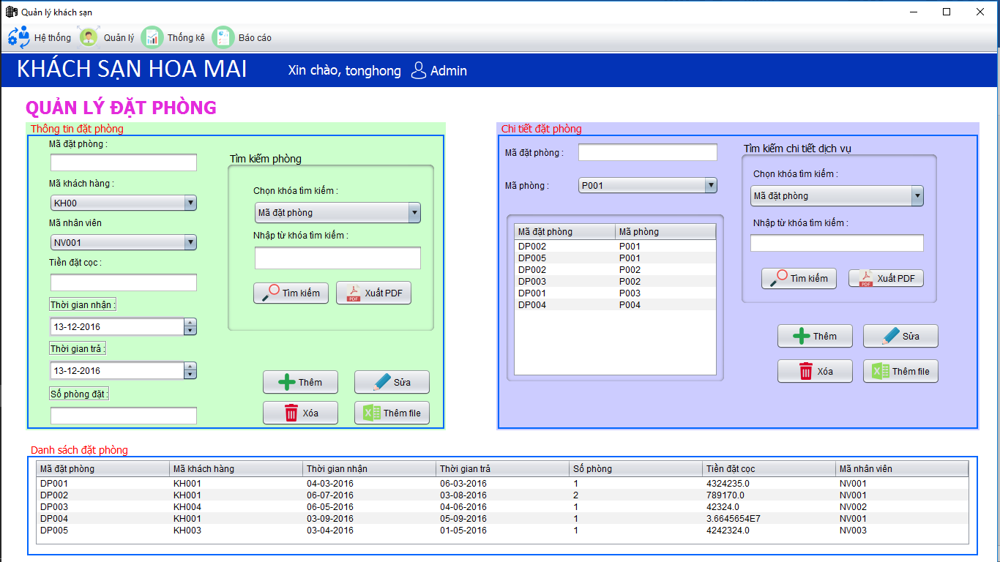 Quản lý khách sạn
Hệ thống Quản lý Thống kê Báo cáo
KHÁCH SẠN HOA MAI Xin chào, tonghong Admin
QUẢN LÝ ĐẶT PHÒNG
Thông tin đặt phòng
Mã đặt phòng :
Mã khách hàng :
KH00
Mã nhân viên
NV001
Tiền đặt cọc :
Thời gian nhận :
13-12-2016
Thời gian trả :
13-12-2016
Số phòng đặt :
Tìm kiếm phòng
Chọn khóa tìm kiếm :
Mã đặt phòng
Nhập từ khóa tìm kiếm :
Tìm kiếm PDF Xuất PDF
Thêm Sửa
Xóa Thêm file
Chi tiết đặt phòng
Mã đặt phòng :
Mã phòng : P001
Mã đặt phòng Mã phòng
DP002 P001
DP005 P001
DP002 P002
DP003 P002
DP001 P003
DP004 P004
Tìm kiếm chi tiết dịch vụ
Chọn khóa tìm kiếm :
Mã đặt phòng
Nhập từ khóa tìm kiếm :
Tìm kiếm PDF Xuất PDF
Thêm Sửa
Xóa Thêm file
Danh sách đặt phòng
Mã đặt phòng Mã khách hàng Thời gian nhận Thời gian trả Số phòng Tiền đặt cọc Mã nhân viên
DP001 KH001 04-03-2016 06-03-2016 1 4324235.0 NV001
DP002 KH001 06-07-2016 03-08-2016 2 789170.0 NV001
DP003 KH004 06-05-2016 04-06-2016 1 42324.0 NV002
DP004 KH001 03-09-2016 05-09-2016 1 3.6645654E7 NV001
DP005 KH003 03-04-2016 01-05-2016 1 4242324.0 NV003